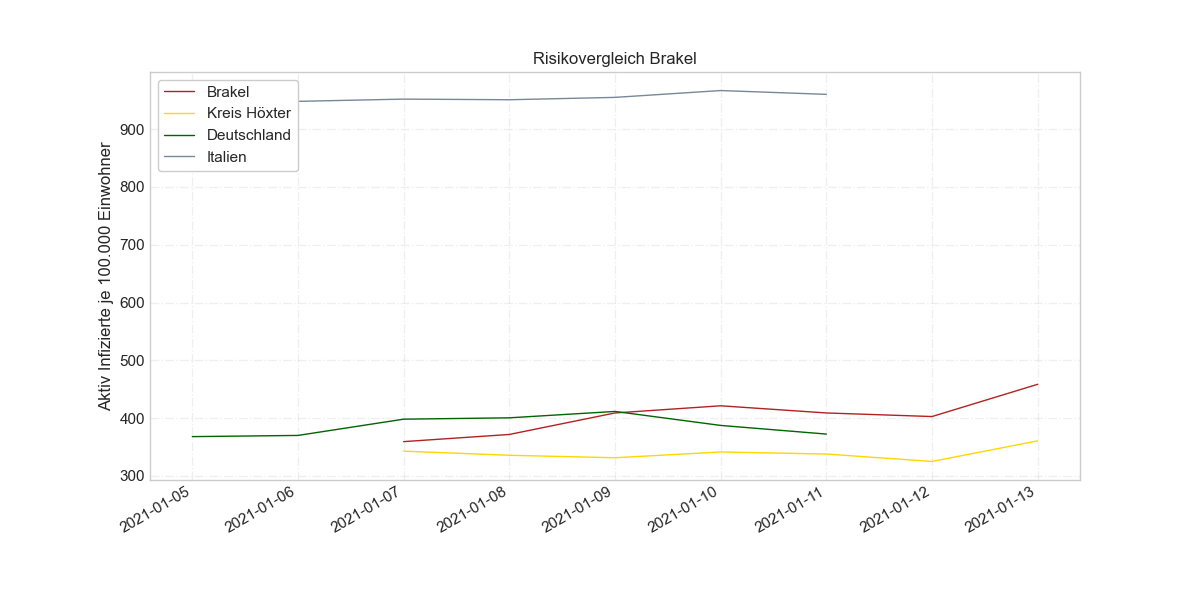 Risikovergleich Brakel
Brakel
Kreis Höxter
Deutschland
Italien
Aktiv Infizierte je 100.000 Einwohner
900
800
700
600
500
400
300
2021-01-05
2021-01-06
2021-01-07
2021-01-08
2021-01-09
2021-01-10
2021-01-11
2021-01-12
2021-01-13